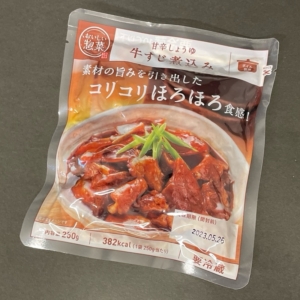 おいしい
惣菜
甘辛しょうゆ
牛すじ煮込み
素材の旨みを引き出した
コリコリほろほろ食感!
2023.05.26
250g
382kcal
要冷蔵